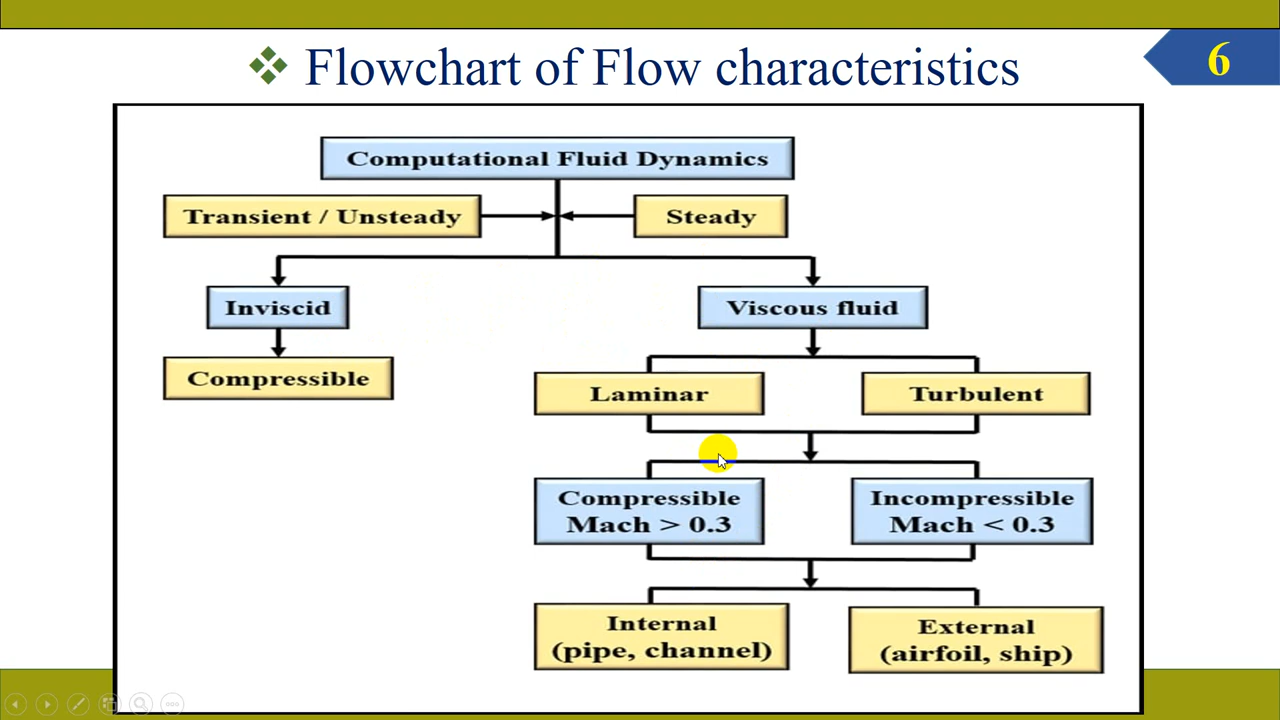 Flowchart of Flow characteristics
6
Computational Fluid Dynamics
Transient / Unsteady
Steady
Inviscid
Viscous fluid
Compressible
Laminar
Turbulent
Compressible
Mach > 0.3
Incompressible
Mach < 0.3
Internal
(pipe, channel)
External
(airfoil, ship)